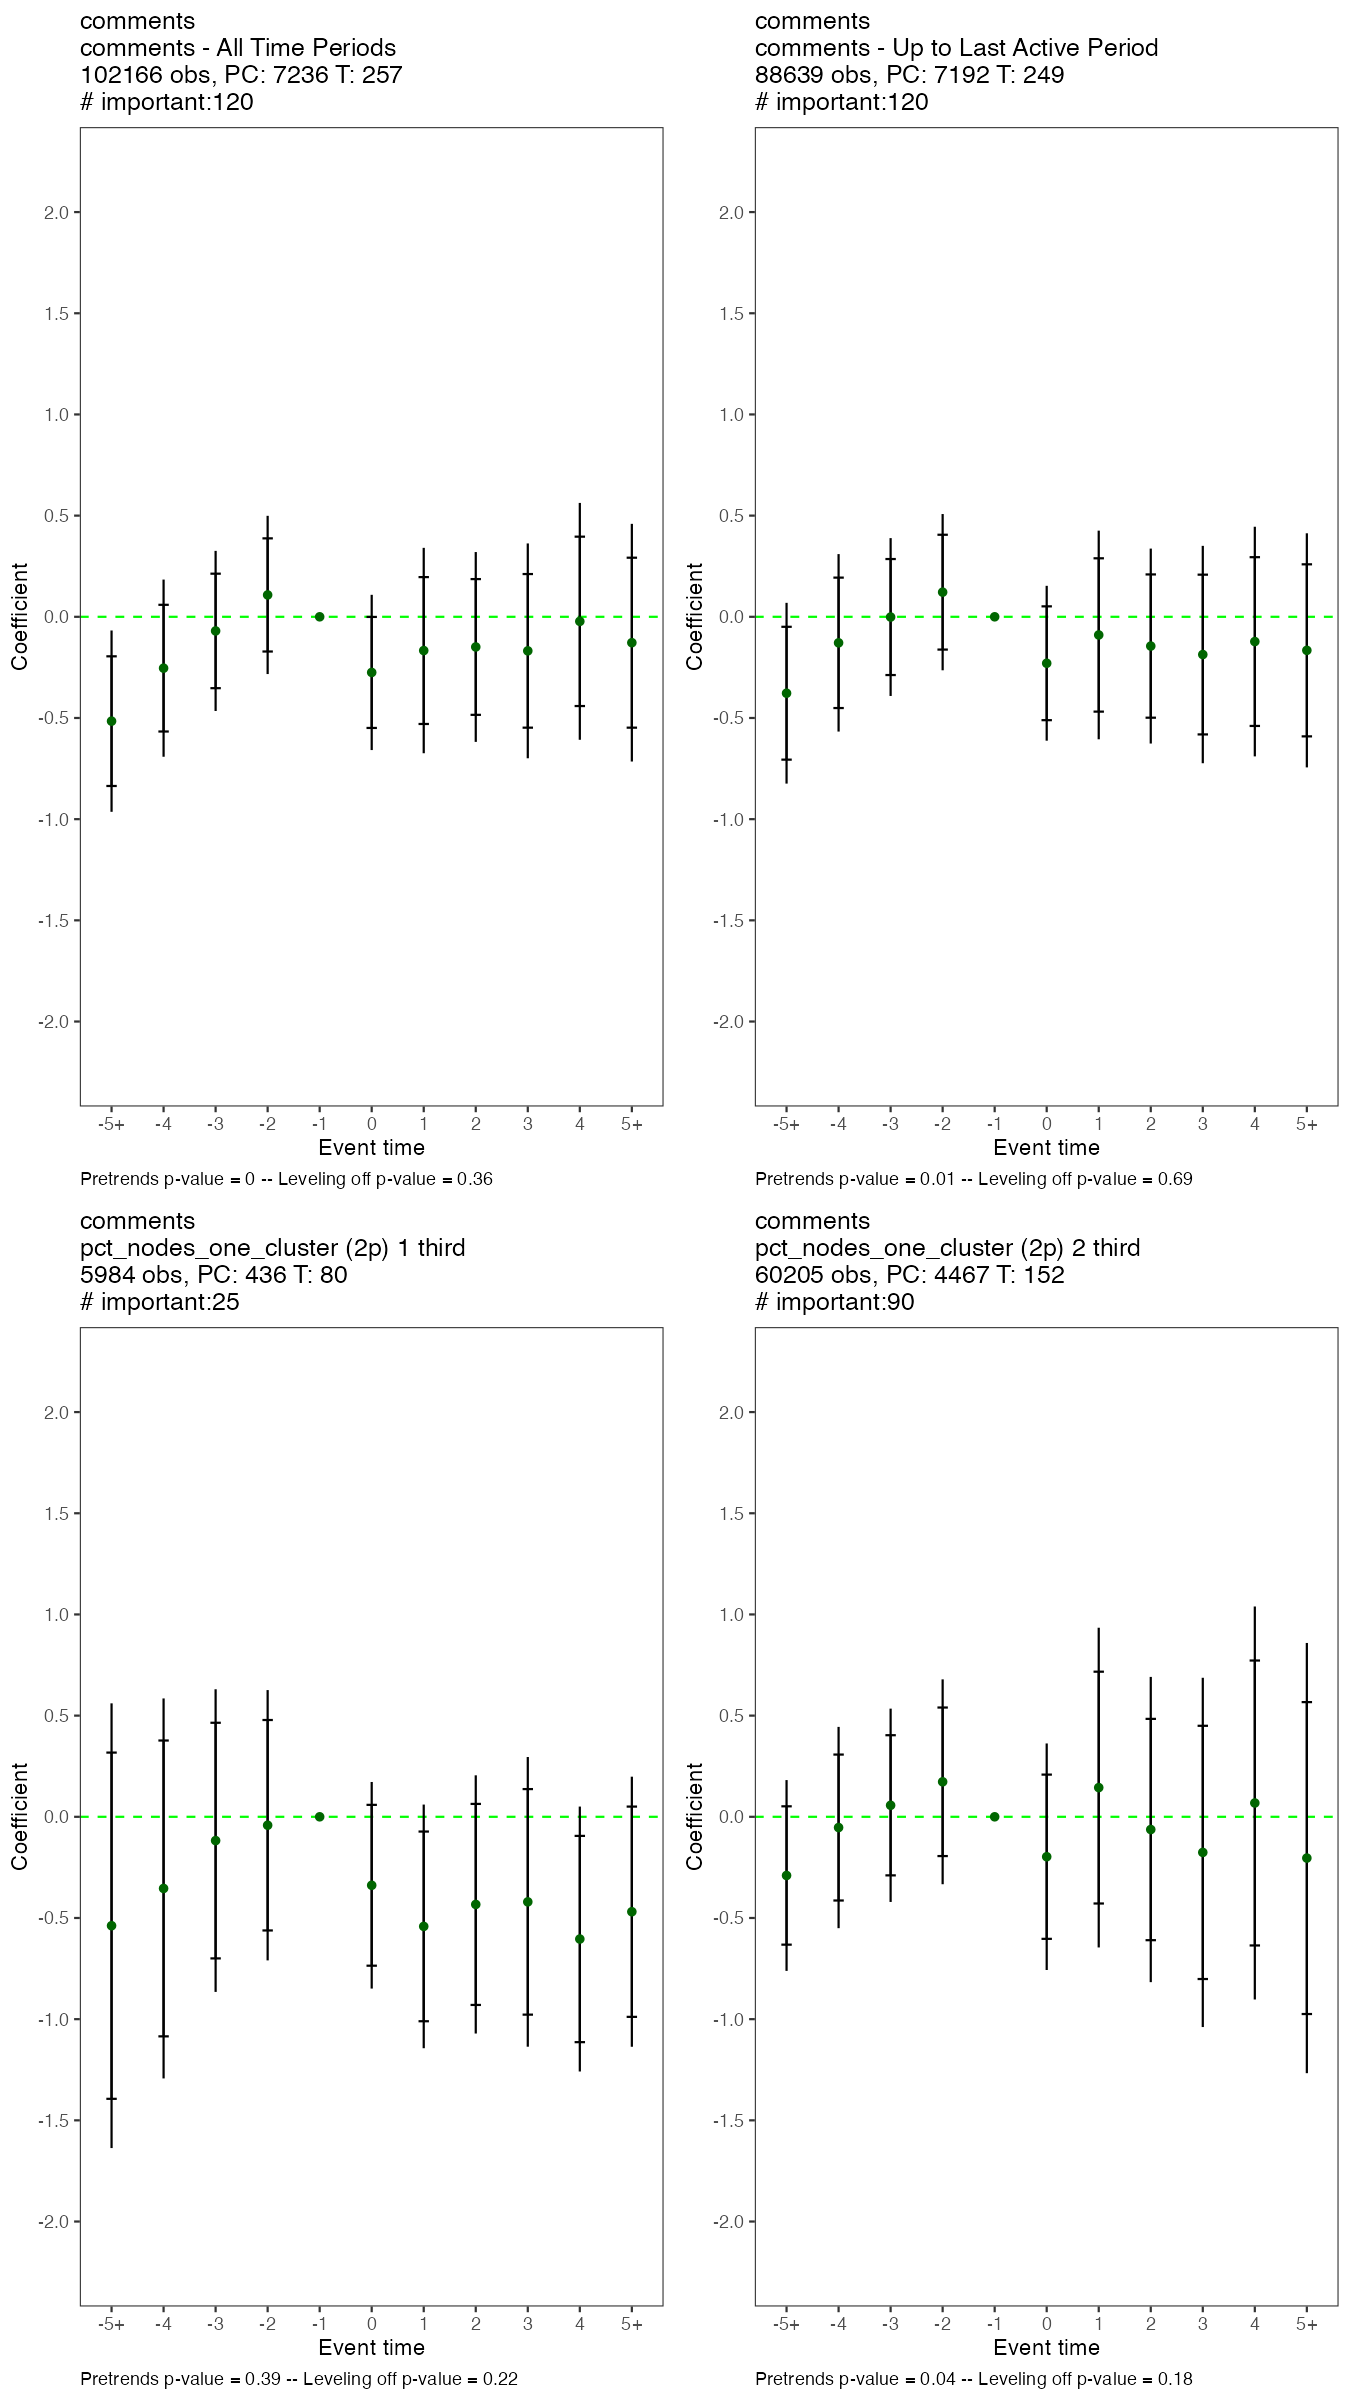 comments
comments - All Time Periods
102166 obs, PC: 7236 T: 257
# important:120
2.0
1.5
1.0
0.5
0.0
-0.5
-1.0
-1.5
-2.0
Coefficient
-5+ -4 -3 -2 -1 0 1 2 3 4 5+
Event time
Pretrends p-value = 0 -- Leveling off p-value = 0.36
comments
comments - Up to Last Active Period
88639 obs, PC: 7192 T: 249
# important:120
2.0
1.5
1.0
0.5
0.0
-0.5
-1.0
-1.5
-2.0
Coefficient
-5+ -4 -3 -2 -1 0 1 2 3 4 5+
Event time
Pretrends p-value = 0.01 -- Leveling off p-value = 0.69
comments
pct_nodes_one_cluster (2p) 1 third
5984 obs, PC: 436 T: 80
# important:25
2.0
1.5
1.0
0.5
0.0
-0.5
-1.0
-1.5
-2.0
Coefficient
-5+ -4 -3 -2 -1 0 1 2 3 4 5+
Event time
Pretrends p-value = 0.39 -- Leveling off p-value = 0.22
comments
pct_nodes_one_cluster (2p) 2 third
60205 obs, PC: 4467 T: 152
# important:90
2.0
1.5
1.0
0.5
0.0
-0.5
-1.0
-1.5
-2.0
Coefficient
-5+ -4 -3 -2 -1 0 1 2 3 4 5+
Event time
Pretrends p-value = 0.04 -- Leveling off p-value = 0.18